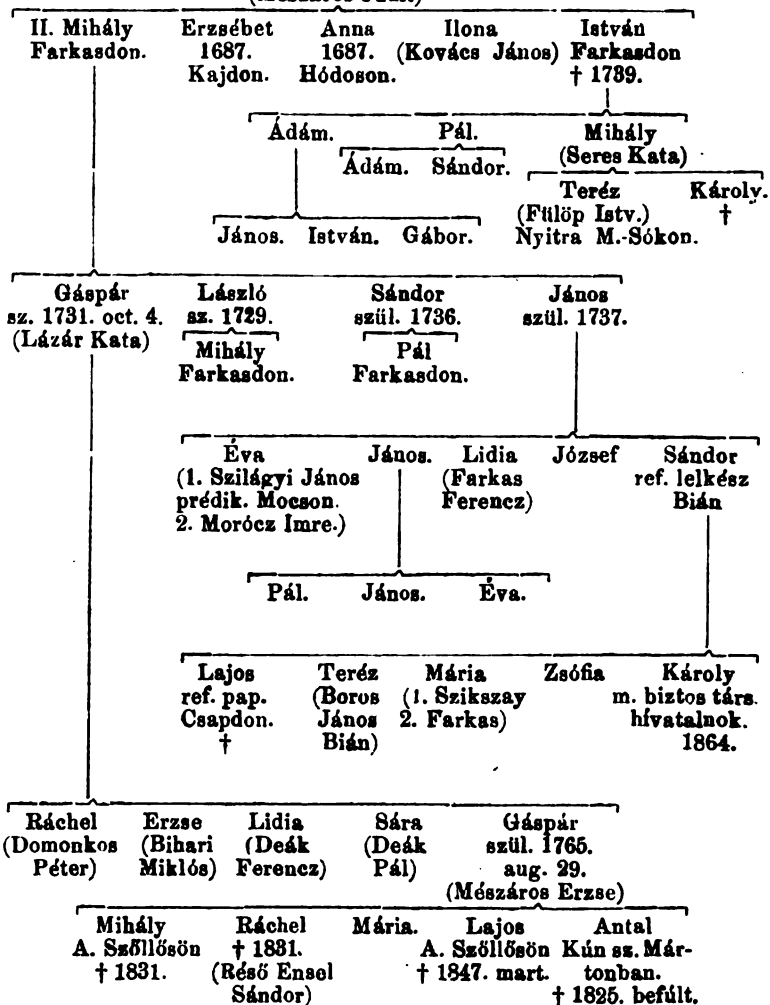 II. Mihály Erzsébet Anna Ilona István
Farkasdon. 1687. 1687. (Kovács János) Farkasdon
Kajdon. Hódoson. † 1739.
Ádám. Pál. Mihály
(Seres Kata)
Ádám. Sándor.
Teréz Károly.
(Fülöp Istv.) †
Nyitra M.-Sókon.
János. István. Gábor.
Gáspár László Sándor János
sz. 1731. oct. 4. sz. 1729. szül. 1736. szül. 1737.
(Lázár Kata)
Mihály Pál
Farkasdon. Farkasdon.
Éva János. Lidia József Sándor
(1. Szilágyi János (Farkas ref. lelkész
prédik. Mocson. Ferencz) Bián
2. Morócz Imre.)
Pál. János. Éva.
Lajos Teréz Mária Zsófia Károly
ref. pap. (Boros (1. Szikszay m. biztos társ.
Csapdon. János 2. Farkas) hívatalnok.
† Bián) 1864.
Ráchel Erzse Lidia Sára Gáspár
(Domonkos (Bihari (Deák (Deák szül. 1765.
Péter) Miklós) Ferencz) Pál) aug. 29.
(Mészáros Erzse)
Mihály Ráchel Mária. Lajos Antal
A. Szőllősön † 1831. A. Szőllősön Kún sz. Már-
† 1831. (Réső Ensel † 1847. mart. tonban.
Sándor) † 1825. befúlt.